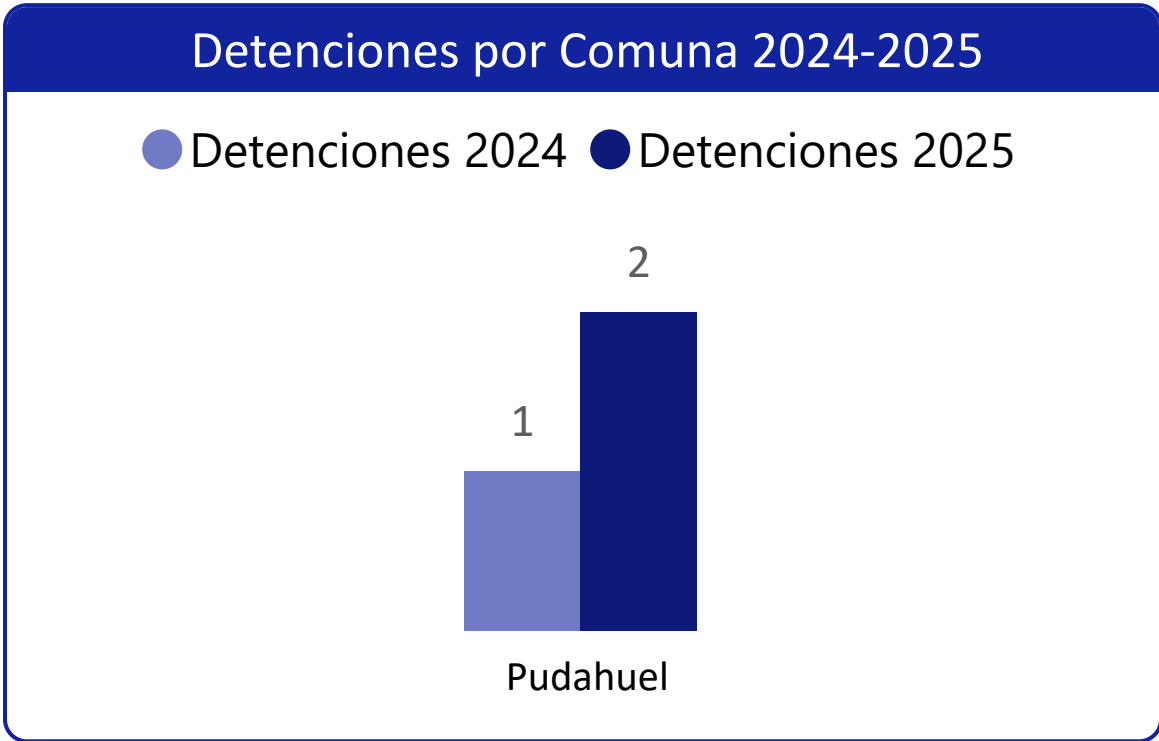 Detenciones por Comuna 2024-2025
Detenciones 2024 Detenciones 2025
2
1
Pudahuel